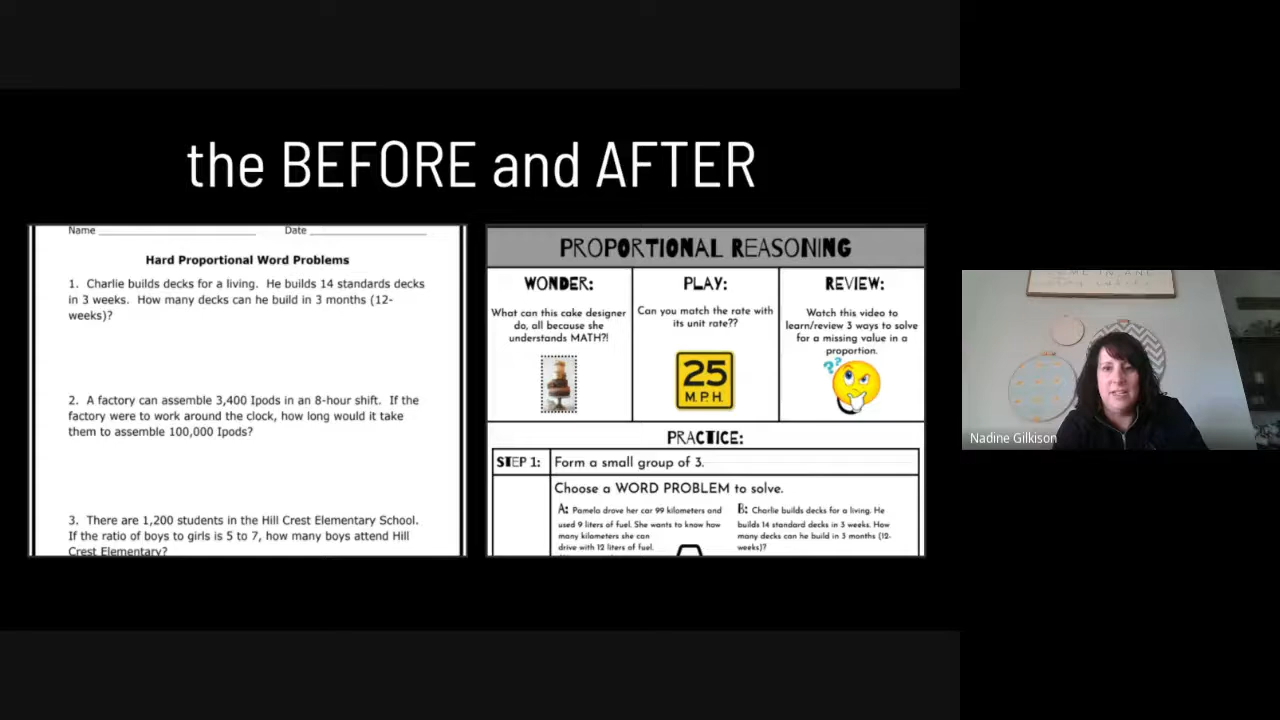 the BEFORE and AFTER
Name
Date
Hard Proportional Word Problems
1. Charlie builds decks for a living. He builds 14 standards decks
in 3 weeks. How many decks can he build in 3 months (12-
weeks)?
2. A factory can assemble 3,400 Ipods in an 8-hour shift. If the
factory were to work around the clock, how long would it take
them to assemble 100,000 Ipods?
3. There are 1,200 students in the Hill Crest Elementary School.
If the ratio of boys to girls is 5 to 7, how many boys attend Hill
Crest Elementary?
PROPORTIONAL REASONING
WONDER:
What can this cake designer
do, all because she
understands MATH?!
PLAY:
Can you match the rate with
its unit rate??
25
M.P.H.
REVIEW:
Watch this video to
learn/review 3 ways to solve
for a missing value in a
proportion.
??
PRACTICE:
STEP 1:
Form a small group of 3.
Choose a WORD PROBLEM to solve.
A: Pamela drove her car 99 kilometers and
used 9 liters of fuel. She wants to know how
many kilometers she can
drive with 12 liters of fuel.
B: Charlie builds decks for a living. He
builds 14 standard decks in 3 weeks. How
many decks can he build in 3 months (12-
weeks)?
Nadine Gilkison